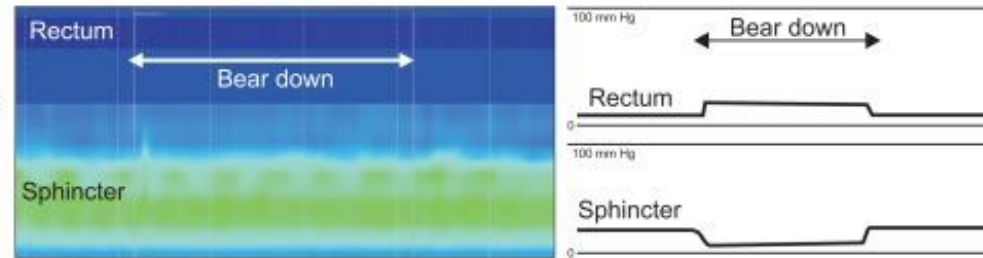 Rectum
Bear down
Sphincter
100 mm Hg
Bear down
Rectum
0
100 mm Hg
Sphincter
0